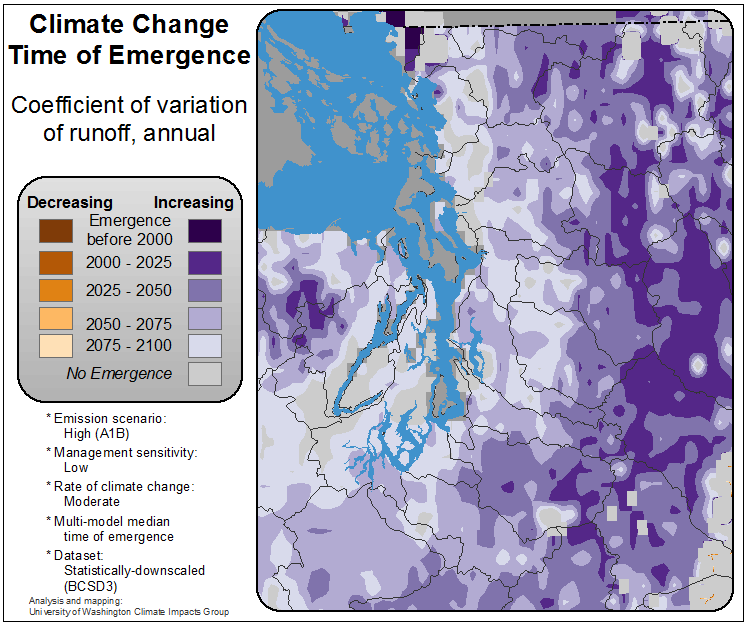 Climate Change
Time of Emergence
Coefficient of variation
of runoff, annual
Decreasing Increasing
Emergence
before 2000
2000 - 2025
2025 - 2050
2050 - 2075
2075 - 2100
No Emergence
* Emission scenario:
High (A1B)
* Management sensitivity:
Low
* Rate of climate change:
Moderate
* Multi-model median
time of emergence
* Dataset:
Statistically-downscaled
(BCSD3)
Analysis and mapping:
University of Washington Climate Impacts Group